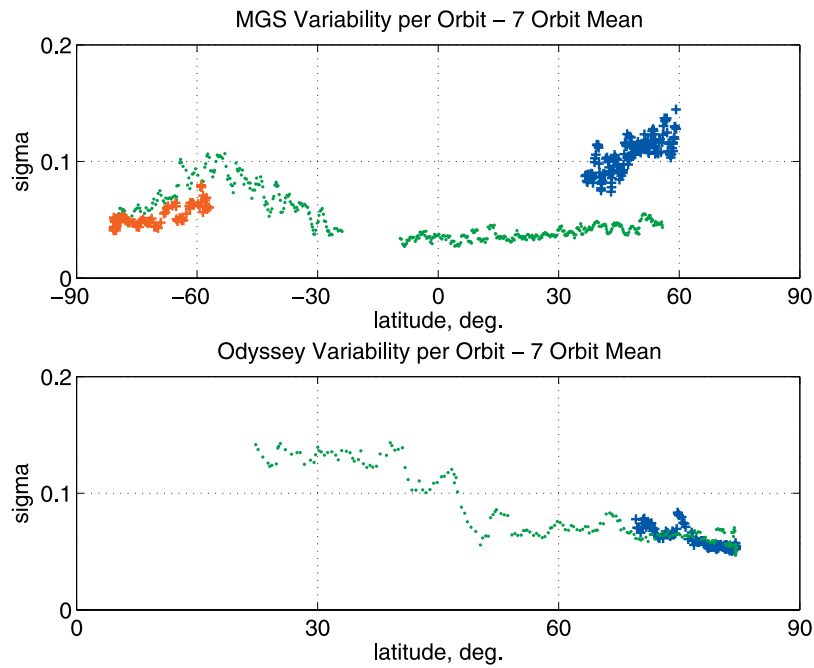 MGS Variability per Orbit – 7 Orbit Mean
0.2
0.1
0
sigma
−90
−60
−30
0
30
60
90
latitude, deg.
Odyssey Variability per Orbit – 7 Orbit Mean
0.2
0.1
0
sigma
0
30
60
90
latitude, deg.